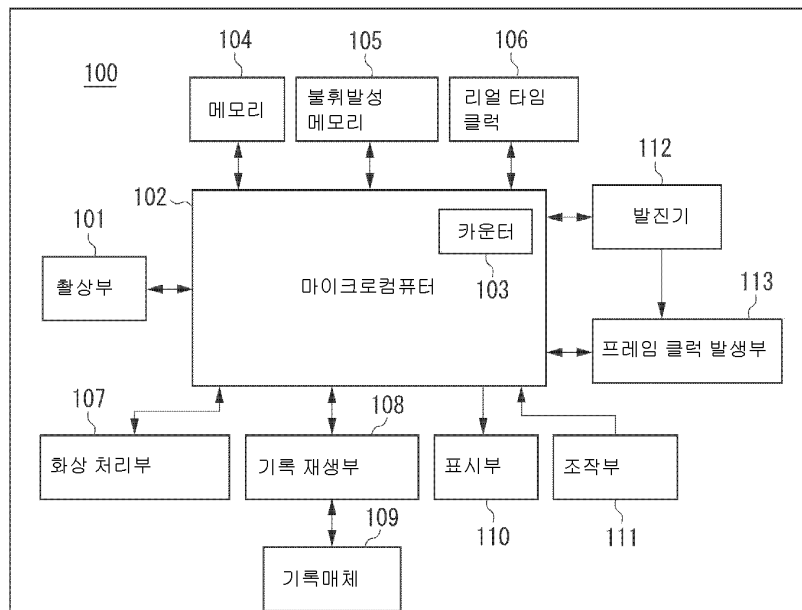 100
104
메모리
105
불휘발성
메모리
106
리얼 타임
클럭
102
카운터
103
마이크로컴퓨터
101
촬상부
112
발진기
113
프레임 클럭 발생부
107
화상 처리부
108
기록 재생부
표시부
110
조작부
111
109
기록매체